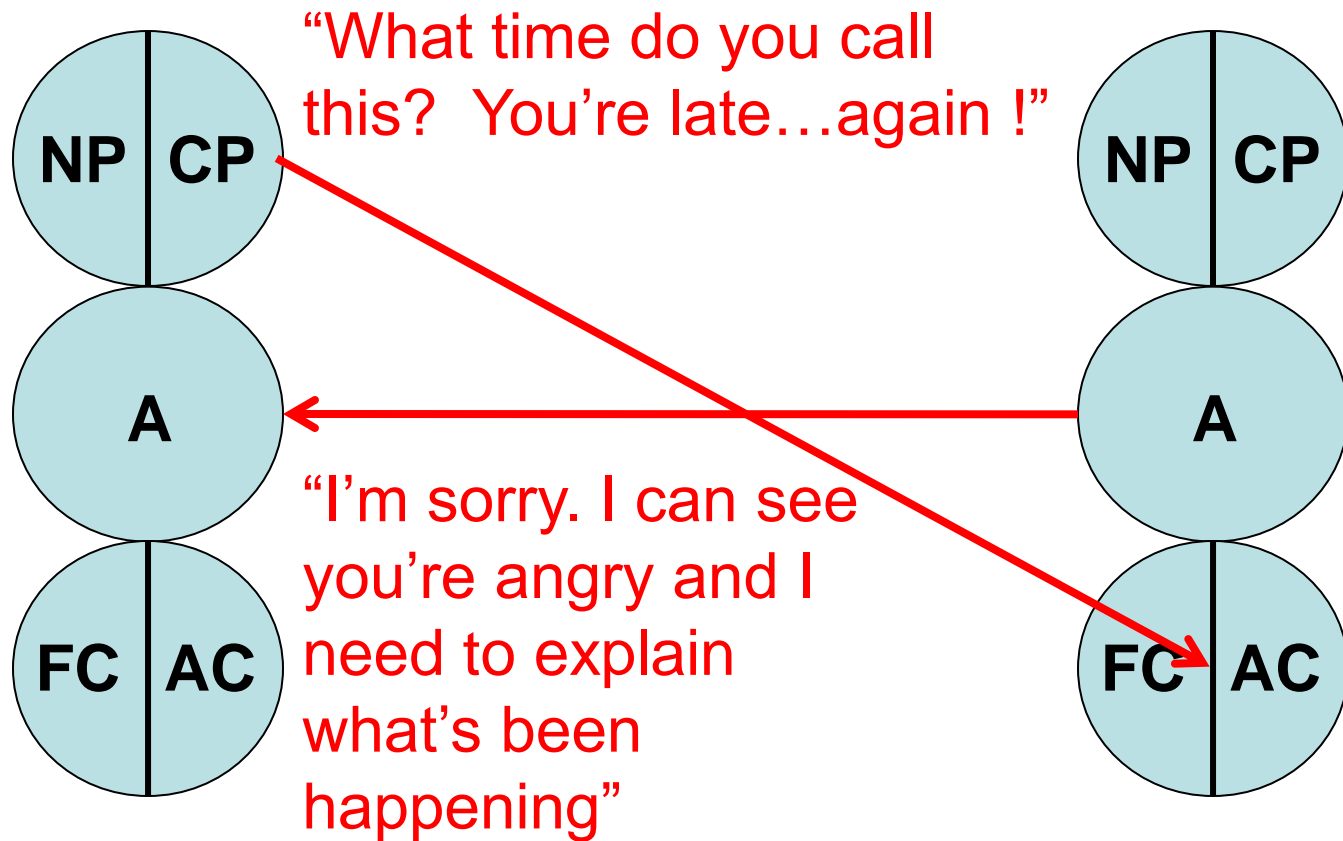 “What time do you call
this?  You’re late…again !”
NP CP
NP CP
A
A
“I’m sorry. I can see
you’re angry and I
need to explain
what’s been
happening”
FC AC
FC AC